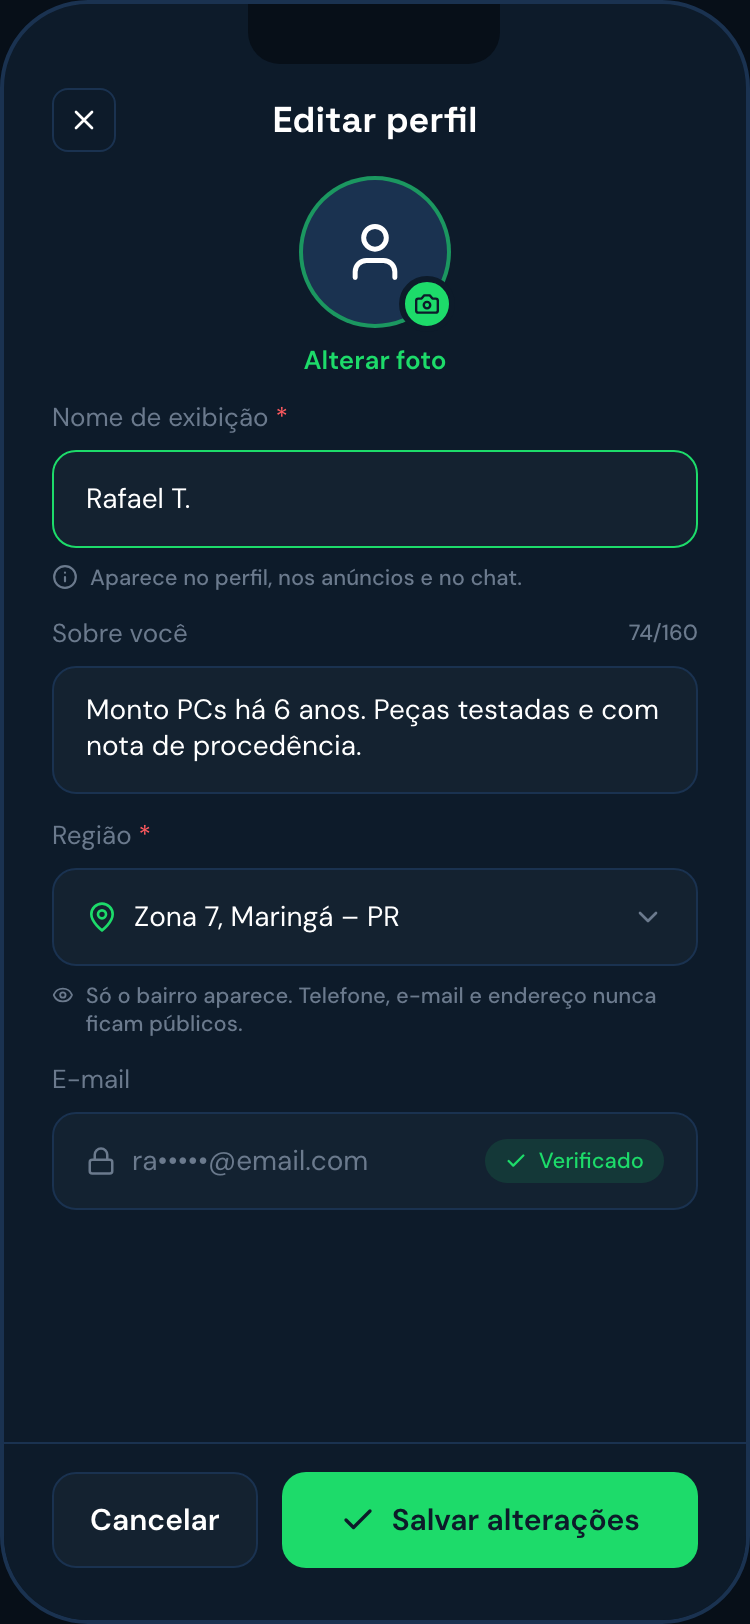 Editar perfil
Alterar foto
Nome de exibição *
Rafael T.
Aparece no perfil, nos anúncios e no chat.
Sobre você 74/160
Monto PCs há 6 anos. Peças testadas e com
nota de procedência.
Região *
Zona 7, Maringá – PR
Só o bairro aparece. Telefone, e-mail e endereço nunca
ficam públicos.
E-mail
ra•••••@email.com Verificado
Cancelar Salvar alterações